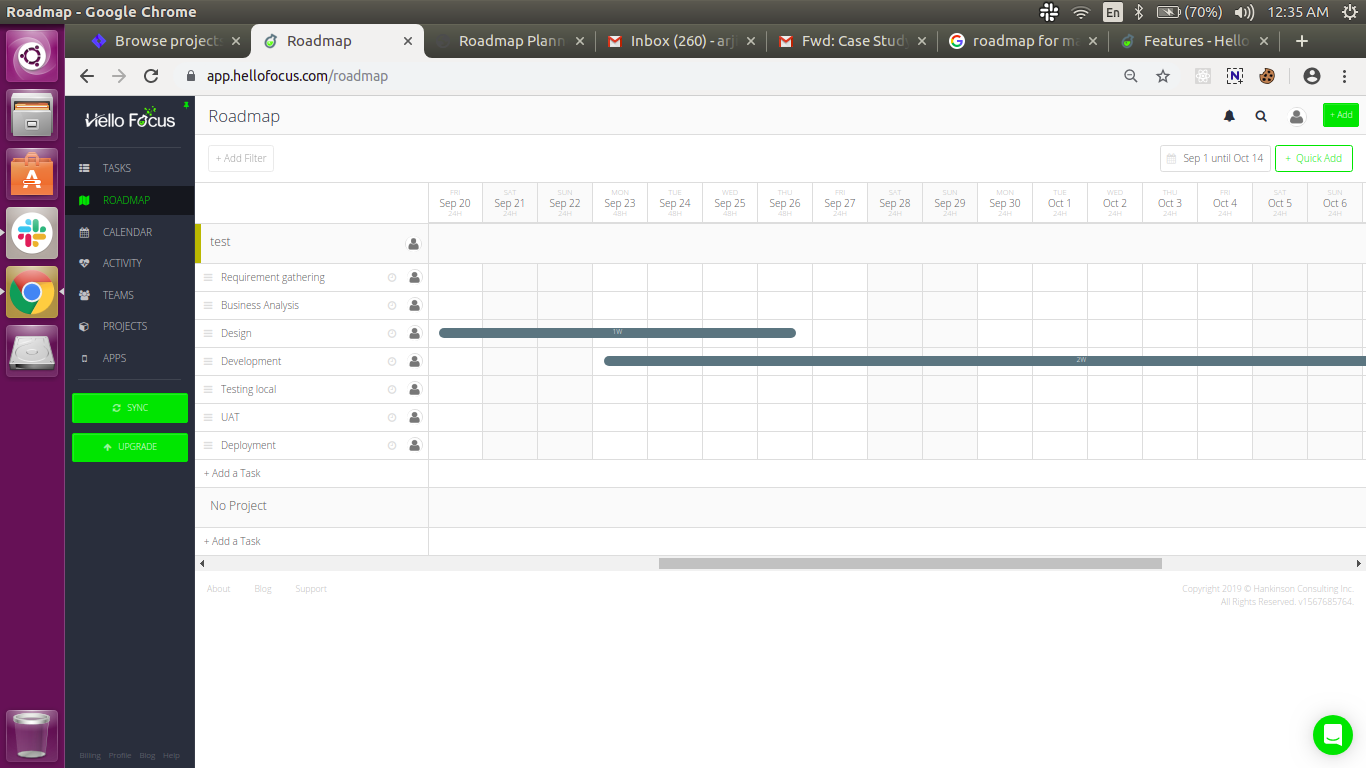 Roadmap - Google Chrome
En (70%) 12:35 AM
Browse project Roadmap Roadmap Plann Inbox (260) - arj Fwd: Case Study roadmap for ma Features - Hello
app.hellofocus.com/roadmap
Hello Focus
TASKS
ROADMAP
CALENDAR
ACTIVITY
TEAMS
PROJECTS
APPS
SYNC
UPGRADE
Billing Profile Blog Help
Roadmap + Add
+ Add Filter Sep 1 until Oct 14 + Quick Add
FRI SAT SUN MON TUE WED THU FRI SAT SUN MON TUE WED THU FRI SAT SUN
Sep 20 Sep 21 Sep 22 Sep 23 Sep 24 Sep 25 Sep 26 Sep 27 Sep 28 Sep 29 Sep 30 Oct 1 Oct 2 Oct 3 Oct 4 Oct 5 Oct 6
24H 24H 24H 48H 48H 48H 48H 24H 24H 24H 24H 24H 24H 24H 24H 24H 24H
test
Requirement gathering
Business Analysis
Design 1W
Development 2W
Testing local
UAT
Deployment
+ Add a Task
No Project
+ Add a Task
About Blog Support Copyright 2019 © Hankinson Consulting Inc.
All Rights Reserved. v1567685764.